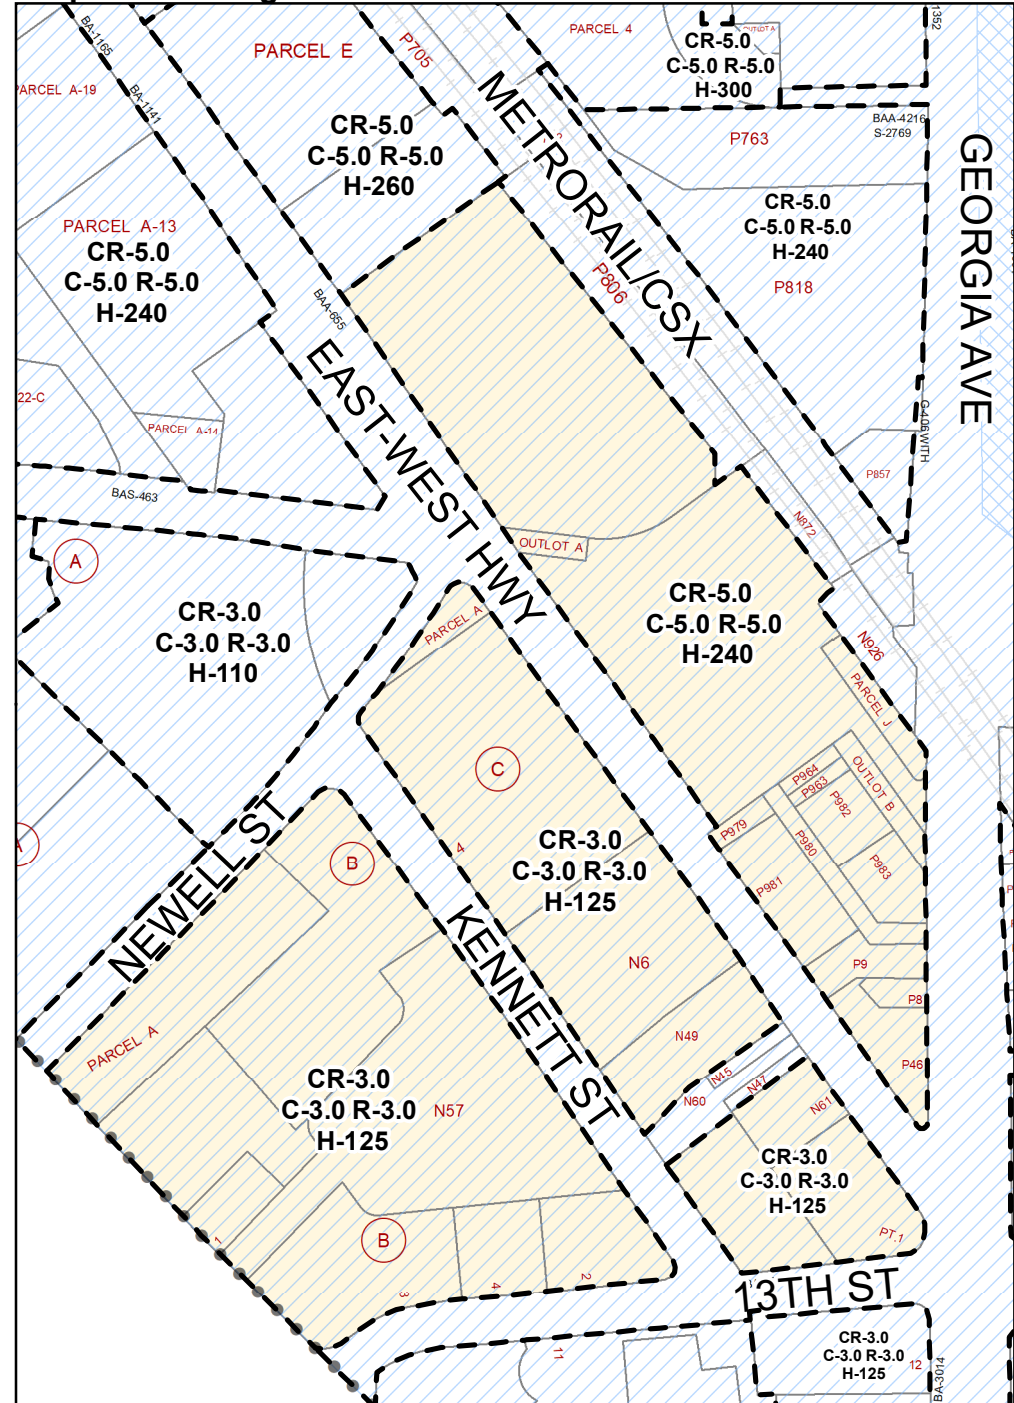 BA-1165
PARCEL E
P705
PARCEL 4
OUTLOT A
1352
CR-5.0
C-5.0 R-5.0
H-300
PARCEL A-19
BA-1141
METRORAIL/CSX
BAA-4216
S-2769
P763
GEORGIA AVE
CR-5.0
C-5.0 R-5.0
H-260
CR-5.0
C-5.0 R-5.0
H-240
P818
PARCEL A-13
CR-5.0
C-5.0 R-5.0
H-240
P806
BAA-655
EAST-WEST HWY
22-C
PARCEL A-14
G-406WITH
P857
BAS-463
N872
OUTLOT A
A
CR-3.0
C-3.0 R-3.0
H-110
CR-5.0
C-5.0 R-5.0
H-240
PARCEL A
N926
PARCEL J
C
P964
P963
OUTLOT B
P982
P979
P980
P983
P981
NEWELL ST
B
4
CR-3.0
C-3.0 R-3.0
H-125
KENNETT ST
N6
P9
P8
PARCEL A
N49
P46
N45
N47
N60
N61
CR-3.0
C-3.0 R-3.0
H-125
N57
CR-3.0
C-3.0 R-3.0
H-125
PT.1
B
1
3
4
2
13TH ST
11
CR-3.0
C-3.0 R-3.0
H-125
12
BA-3014